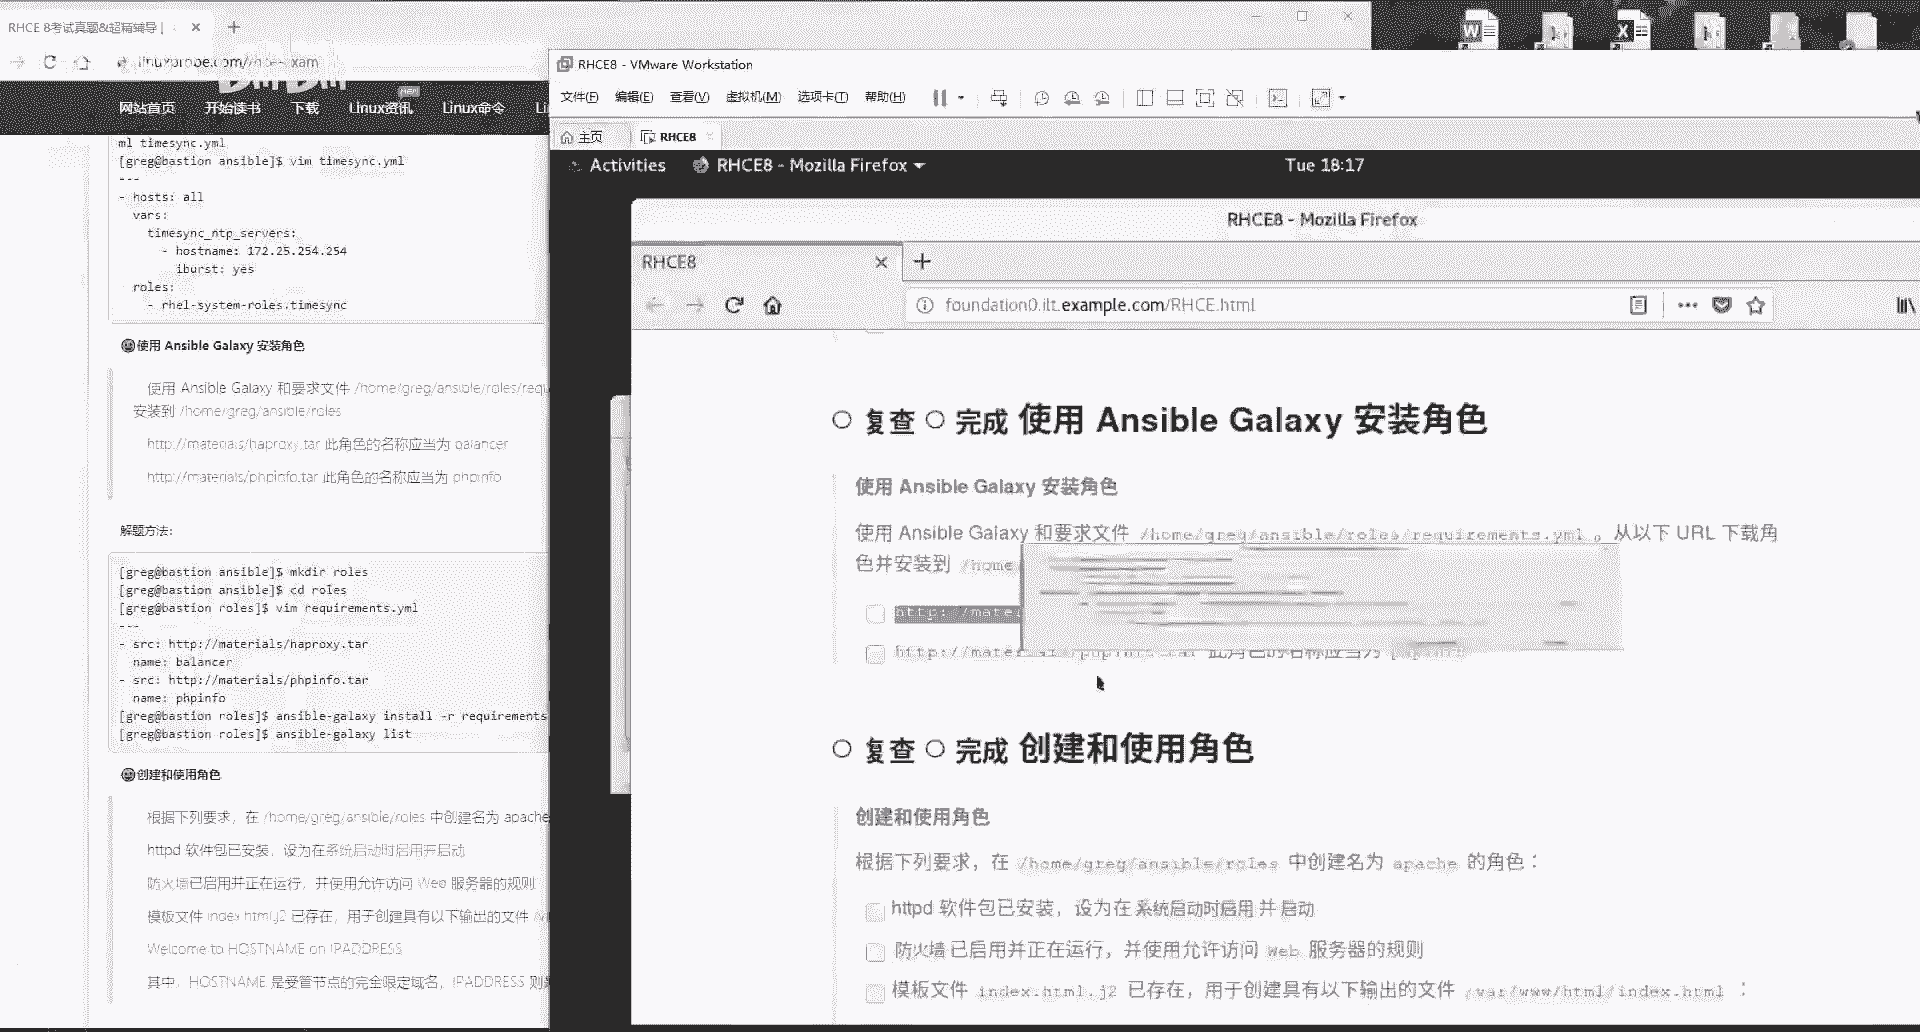 RHCE 8考试真题&超精辅导 |
网站首页 开始读书 下载 Linux资讯 Linux命令
ml timesync.yml
[greg@bastion ansible]$ vim timesync.yml
---
- hosts: all
vars:
timesync_ntp_servers:
- hostname: 172.25.254.254
iburst: yes
roles:
- rhel-system-roles.timesync
使用 Ansible Galaxy 安装角色
使用 Ansible Galaxy 和要求文件 /home/greg/ansible/roles/requ
安装到 /home/greg/ansible/roles
http://materials/haproxy.tar 此角色的名称应当为 balancer
http://materials/phpinfo.tar 此角色的名称应当为 phpinfo
解题方法:
[greg@bastion ansible]$ mkdir roles
[greg@bastion ansible]$ cd roles
[greg@bastion roles]$ vim requirements.yml
---
- src: http://materials/haproxy.tar
name: balancer
- src: http://materials/phpinfo.tar
name: phpinfo
[greg@bastion roles]$ ansible-galaxy install -r requirements
[greg@bastion roles]$ ansible-galaxy list
创建和使用角色
根据下列要求，在 /home/greg/ansible/roles 中创建名为 apache
httpd 软件包已安装，设为在系统启动时启用并启动
防火墙已启用并正在运行，并使用允许访问 Web 服务器的规则
模板文件 index.html.j2 已存在，用于创建具有以下输出的文件
Welcome to HOSTNAME on IPADDRESS
其中，HOSTNAME 是受管节点的完全限定域名，IPADDRESS 则
RHCE8 - VMware Workstation
文件(F) 编辑(E) 查看(V) 虚拟机(M) 选项卡(T) 帮助(H)
主页 RHCE8
Activities RHCE8 - Mozilla Firefox Tue 18:17
RHCE8 - Mozilla Firefox
RHCE8
foundation0.ilt.example.com/RHCE.html
复查 完成 使用 Ansible Galaxy 安装角色
使用 Ansible Galaxy 安装角色
使用 Ansible Galaxy 和要求文件 /home/greg/ansible/roles/requirements.yml 。从以下 URL 下载角
色并安装到 /home
http://mate
http://mater
复查 完成 创建和使用角色
创建和使用角色
根据下列要求，在 /home/greg/ansible/roles 中创建名为 apache 的角色：
httpd 软件包已安装，设为在系统启动时启用并启动
防火墙已启用并正在运行，并使用允许访问 Web 服务器的规则
模板文件 index.html.j2 已存在，用于创建具有以下输出的文件 /var/www/html/index.html ：